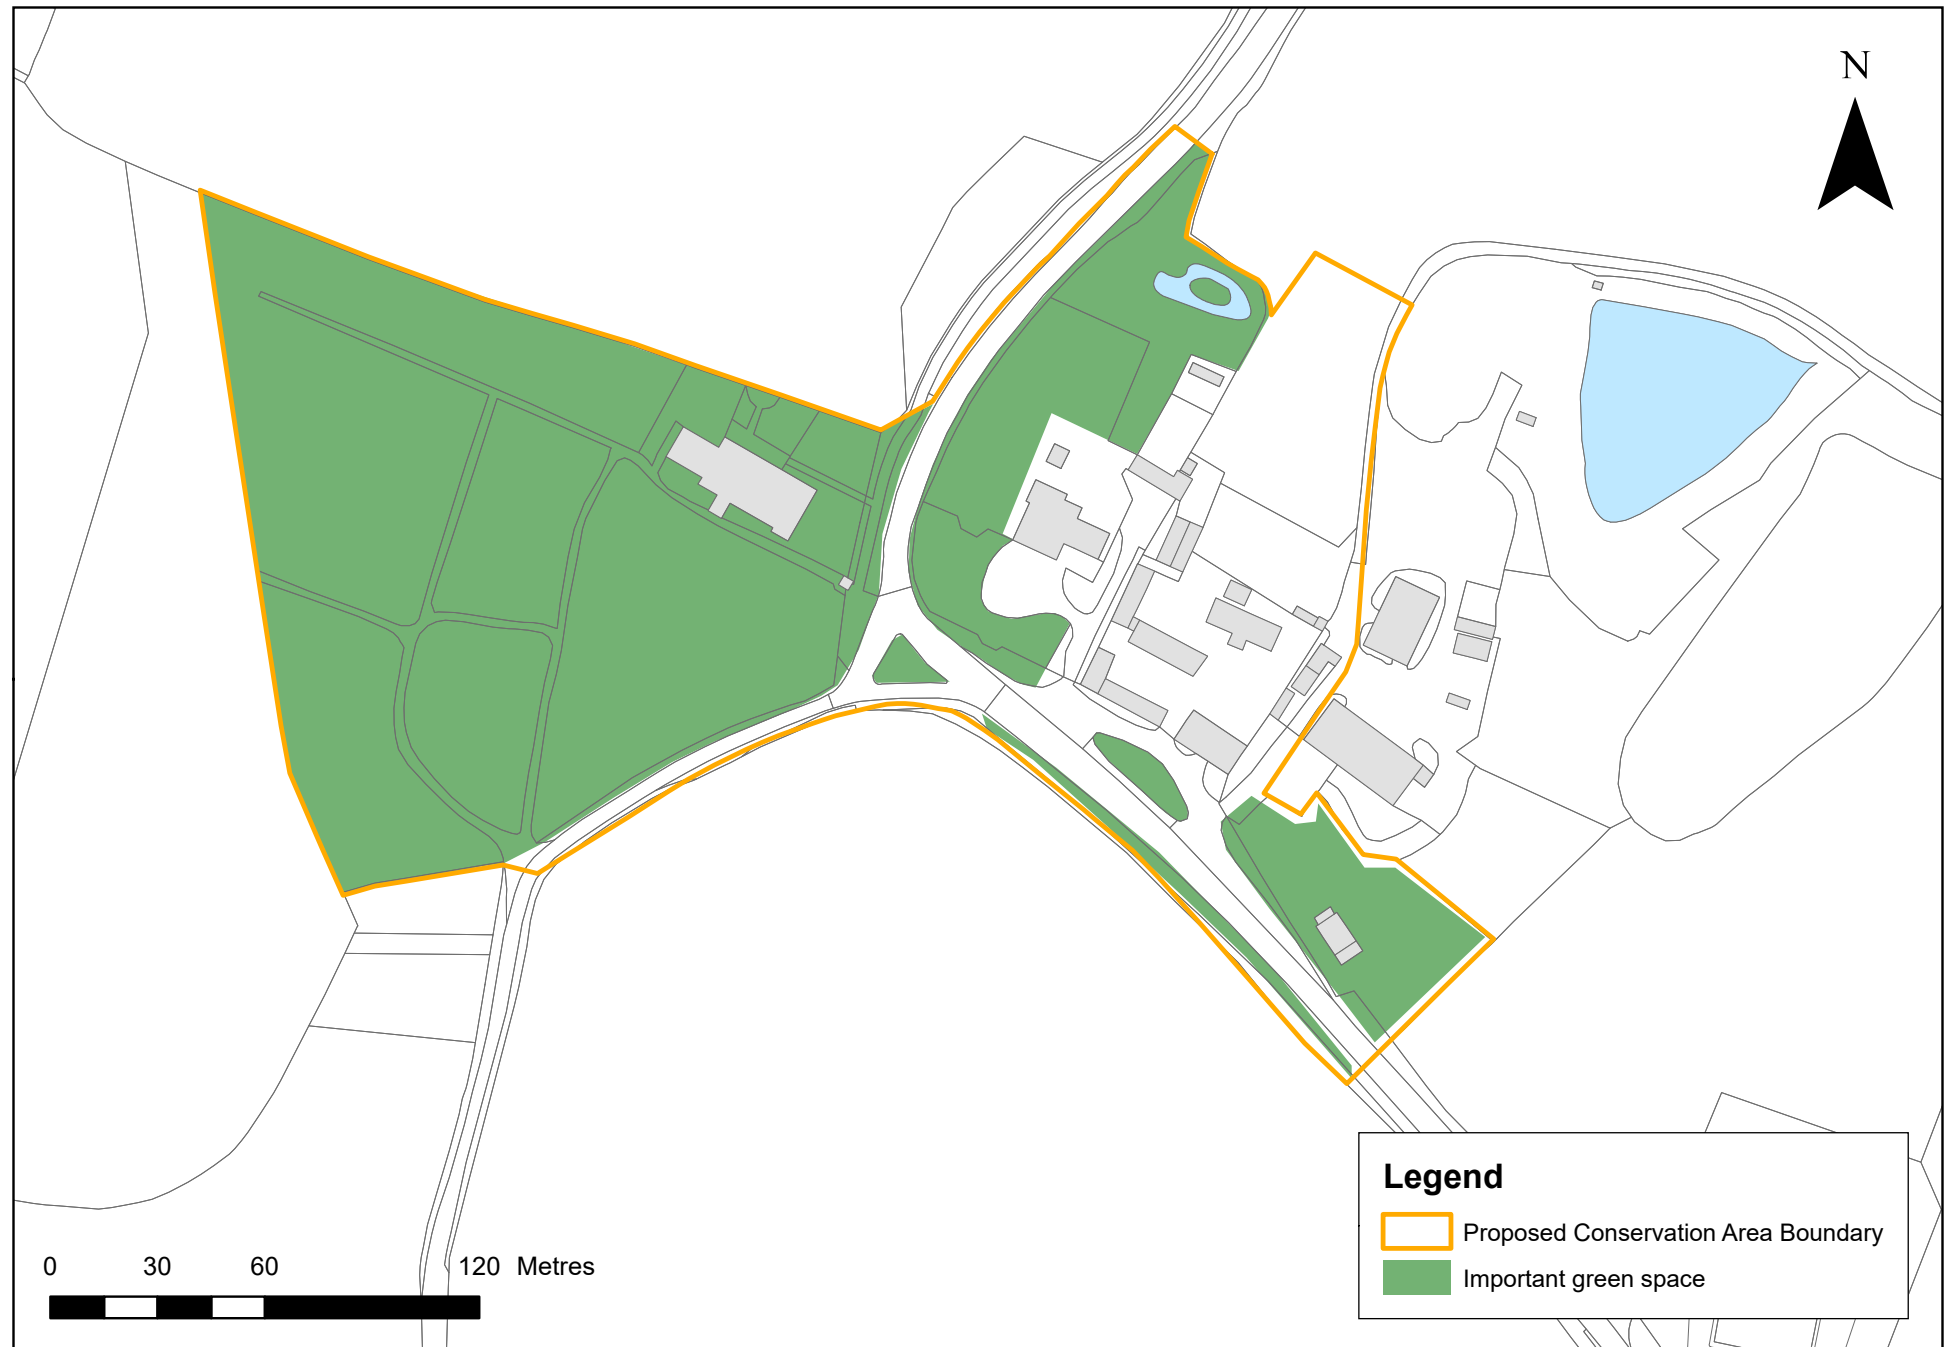 N
Legend
Proposed Conservation Area Boundary
Important green space
0 30 60 120 Metres